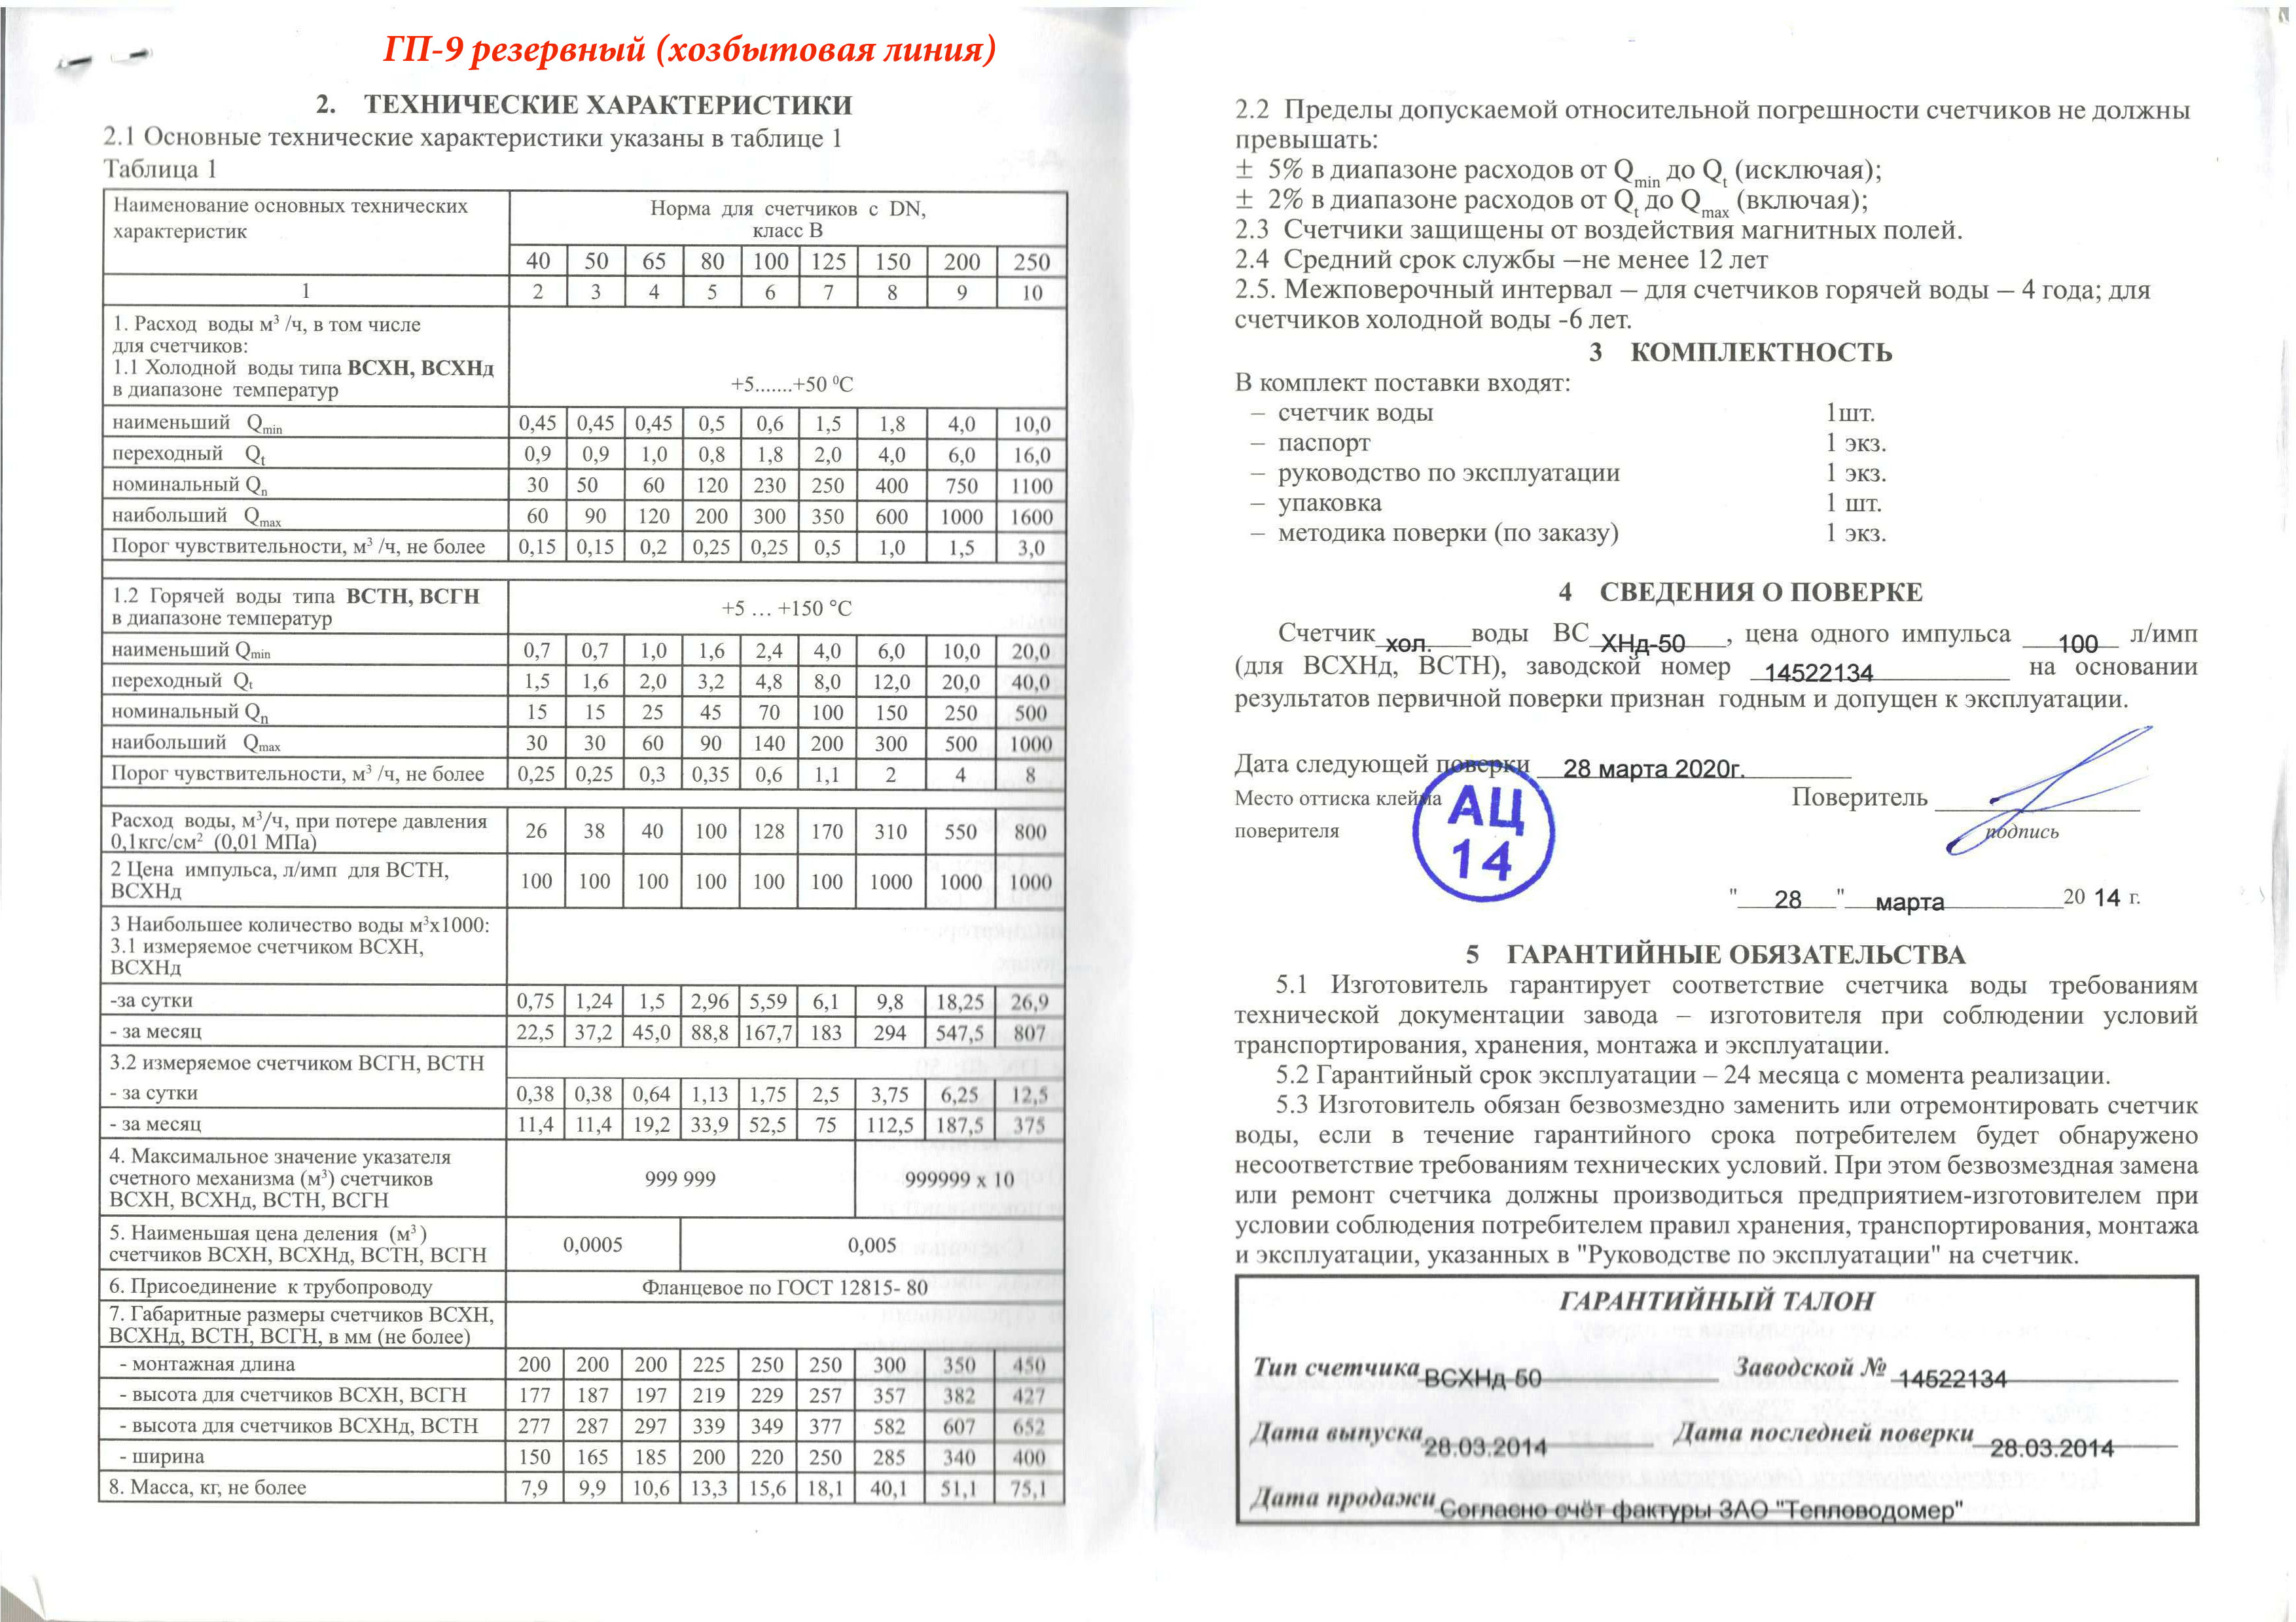 ГП-9 резервный (хозбытовая линия)
2. ТЕХНИЧЕСКИЕ ХАРАКТЕРИСТИКИ
2.1 Основные технические характеристики указаны в таблице 1
Таблица 1
Наименование основных технических характеристик | Норма для счетчиков с DN, класс В
40 50 65 80 100 125 150 200 250
1 2 3 4 5 6 7 8 9 10
1. Расход воды м³ /ч, в том числе
для счетчиков:
1.1 Холодной воды типа ВСХН, ВСХНд
в диапазоне температур +5.......+50 ⁰С
наименьший Qmin 0,45 0,45 0,45 0,5 0,6 1,5 1,8 4,0 10,0
переходный Qt 0,9 0,9 1,0 0,8 1,8 2,0 4,0 6,0 16,0
номинальный Qn 30 50 60 120 230 250 400 750 1100
наибольший Qmax 60 90 120 200 300 350 600 1000 1600
Порог чувствительности, м³ /ч, не более 0,15 0,15 0,2 0,25 0,25 0,5 1,0 1,5 3,0
1.2 Горячей воды типа ВСТН, ВСГН
в диапазоне температур +5 … +150 °С
наименьший Qmin 0,7 0,7 1,0 1,6 2,4 4,0 6,0 10,0 20,0
переходный Qt 1,5 1,6 2,0 3,2 4,8 8,0 12,0 20,0 40,0
номинальный Qn 15 15 25 45 70 100 150 250 500
наибольший Qmax 30 30 60 90 140 200 300 500 1000
Порог чувствительности, м³ /ч, не более 0,25 0,25 0,3 0,35 0,6 1,1 2 4 8
Расход воды, м³/ч, при потере давления
0,1кгс/см² (0,01 МПа) 26 38 40 100 128 170 310 550 800
2 Цена импульса, л/имп для ВСТН,
ВСХНд 100 100 100 100 100 100 1000 1000 1000
3 Наибольшее количество воды м³х1000:
3.1 измеряемое счетчиком ВСХН,
ВСХНд
-за сутки 0,75 1,24 1,5 2,96 5,59 6,1 9,8 18,25 26,9
- за месяц 22,5 37,2 45,0 88,8 167,7 183 294 547,5 807
3.2 измеряемое счетчиком ВСГН, ВСТН
- за сутки 0,38 0,38 0,64 1,13 1,75 2,5 3,75 6,25 12,5
- за месяц 11,4 11,4 19,2 33,9 52,5 75 112,5 187,5 375
4. Максимальное значение указателя
счетного механизма (м³) счетчиков
ВСХН, ВСХНд, ВСТН, ВСГН 999 999 999999 х 10
5. Наименьшая цена деления (м³)
счетчиков ВСХН, ВСХНд, ВСТН, ВСГН 0,0005 0,005
6. Присоединение к трубопроводу Фланцевое по ГОСТ 12815- 80
7. Габаритные размеры счетчиков ВСХН,
ВСХНд, ВСТН, ВСГН, в мм (не более)
- монтажная длина 200 200 200 225 250 250 300 350 450
- высота для счетчиков ВСХН, ВСГН 177 187 197 219 229 257 357 382 427
- высота для счетчиков ВСХНд, ВСТН 277 287 297 339 349 377 582 607 652
- ширина 150 165 185 200 220 250 285 340 400
8. Масса, кг, не более 7,9 9,9 10,6 13,3 15,6 18,1 40,1 51,1 75,1
2.2 Пределы допускаемой относительной погрешности счетчиков не должны
превышать:
± 5% в диапазоне расходов от Qmin до Qt (исключая);
± 2% в диапазоне расходов от Qt до Qmax (включая);
2.3 Счетчики защищены от воздействия магнитных полей.
2.4 Средний срок службы –не менее 12 лет
2.5. Межповерочный интервал – для счетчиков горячей воды – 4 года; для
счетчиков холодной воды -6 лет.
3 КОМПЛЕКТНОСТЬ
В комплект поставки входят:
– счетчик воды 1шт.
– паспорт 1 экз.
– руководство по эксплуатации 1 экз.
– упаковка 1 шт.
– методика поверки (по заказу) 1 экз.
4 СВЕДЕНИЯ О ПОВЕРКЕ
Счетчик хол. воды ВС ХНд-50, цена одного импульса 100 л/имп
(для ВСХНд, ВСТН), заводской номер 14522134 на основании
результатов первичной поверки признан годным и допущен к эксплуатации.
Дата следующей поверки 28 марта 2020г.
Место оттиска клейма Поверитель
поверителя подпись
АЦ
14
" 28 " марта 20 14 г.
5 ГАРАНТИЙНЫЕ ОБЯЗАТЕЛЬСТВА
5.1 Изготовитель гарантирует соответствие счетчика воды требованиям
технической документации завода – изготовителя при соблюдении условий
транспортирования, хранения, монтажа и эксплуатации.
5.2 Гарантийный срок эксплуатации – 24 месяца с момента реализации.
5.3 Изготовитель обязан безвозмездно заменить или отремонтировать счетчик
воды, если в течение гарантийного срока потребителем будет обнаружено
несоответствие требованиям технических условий. При этом безвозмездная замена
или ремонт счетчика должны производиться предприятием-изготовителем при
условии соблюдения потребителем правил хранения, транспортирования, монтажа
и эксплуатации, указанных в "Руководстве по эксплуатации" на счетчик.
ГАРАНТИЙНЫЙ ТАЛОН
Тип счетчика ВСХНд-50 Заводской № 14522134
Дата выпуска 28.03.2014 Дата последней поверки 28.03.2014
Дата продажи Согласно счёт фактуры ЗАО "Тепловодомер"